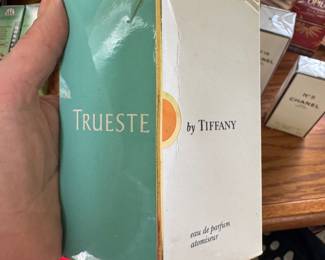 TRUESTE
by TIFFANY
eau de parfum
atomiseur
N°5
CHANEL